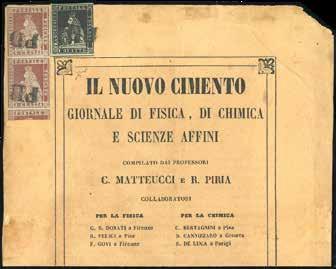 IL NUOVO CIMENTO
GIORNALE DI FISICA, DI CHIMICA
E SCIENZE AFFINI
COMPILATO DAI PROFESSORI
C. MATTEUCCI E R. PIRIA
COLLABORATORI
PER LA FISICA
G. B. DONATI a Firenze
R. FELICI a Pisa
F. GOVI a Firenze
PER LA CHIMICA
C. BERTAGNINI a Pisa
S. CANNIZZARO a Genova
S. DE LUCA a Parigi